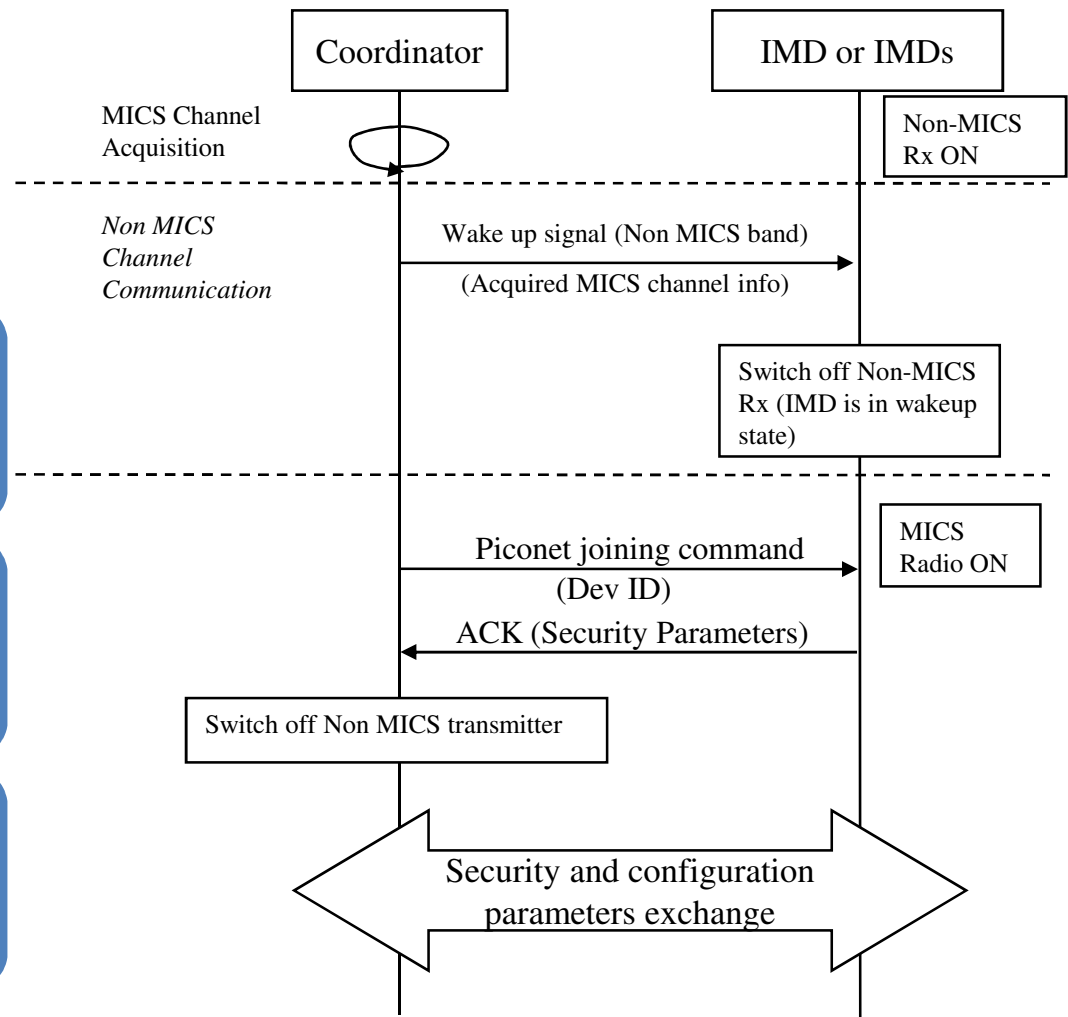 Coordinator
IMD or IMDs
MICS Channel
Acquisition
Non-MICS
Rx ON
Non MICS
Channel
Communication
Wake up signal (Non MICS band)
(Acquired MICS channel info)
Switch off Non-MICS
Rx (IMD is in wakeup
state)
MICS
Radio ON
Piconet joining command
(Dev ID)
ACK (Security Parameters)
Switch off Non MICS transmitter
Security and configuration
parameters exchange